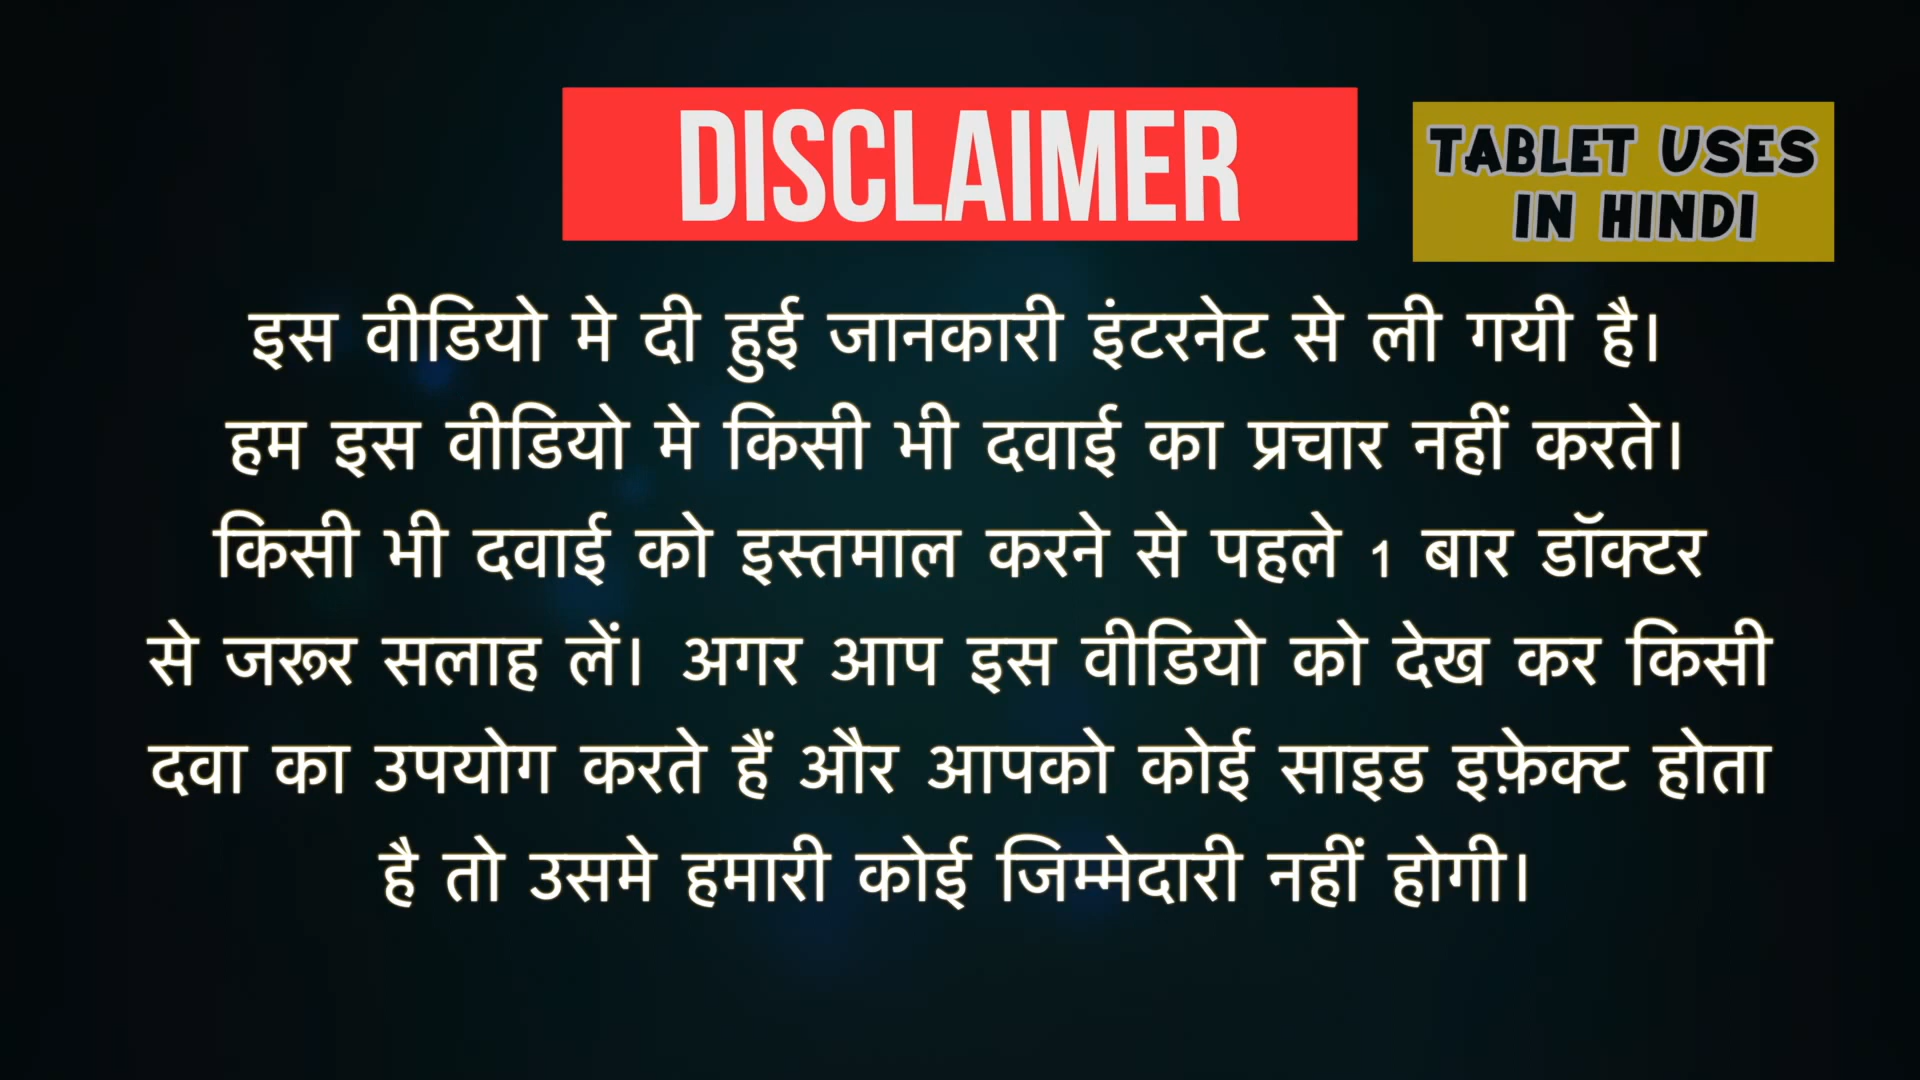 DISCLAIMER
TABLET USES
IN HINDI
इस वीडियो मे दी हुई जानकारी इंटरनेट से ली गयी है।
हम इस वीडियो मे किसी भी दवाई का प्रचार नहीं करते।
किसी भी दवाई को इस्तमाल करने से पहले 1 बार डॉक्टर
से जरूर सलाह लें। अगर आप इस वीडियो को देख कर किसी
दवा का उपयोग करते हैं और आपको कोई साइड इफ़ेक्ट होता
है तो उसमे हमारी कोई जिम्मेदारी नहीं होगी।